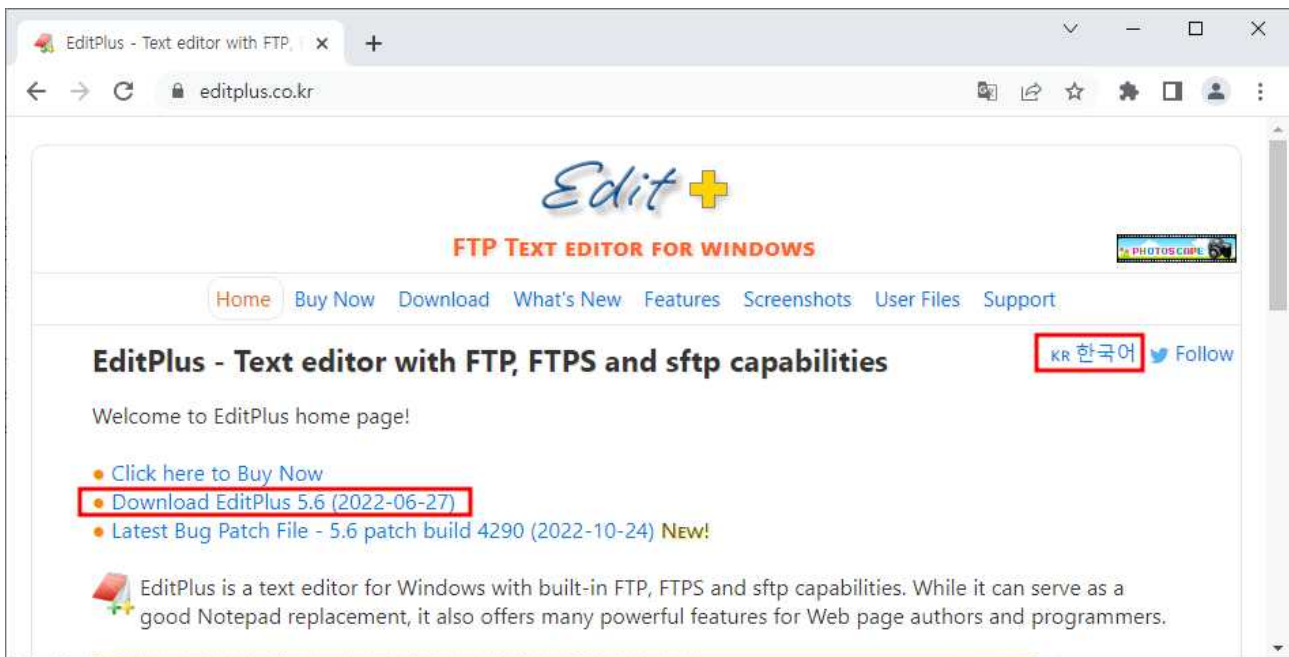 EditPlus - Text editor with FTP,
editplus.co.kr
Edit+
FTP TEXT EDITOR FOR WINDOWS
PHOTOSCAPE
Home Buy Now Download What's New Features Screenshots User Files Support
EditPlus - Text editor with FTP, FTPS and sftp capabilities
KR 한국어 Follow
Welcome to EditPlus home page!
Click here to Buy Now
Download EditPlus 5.6 (2022-06-27)
Latest Bug Patch File - 5.6 patch build 4290 (2022-10-24) NEW!
EditPlus is a text editor for Windows with built-in FTP, FTPS and sftp capabilities. While it can serve as a
good Notepad replacement, it also offers many powerful features for Web page authors and programmers.